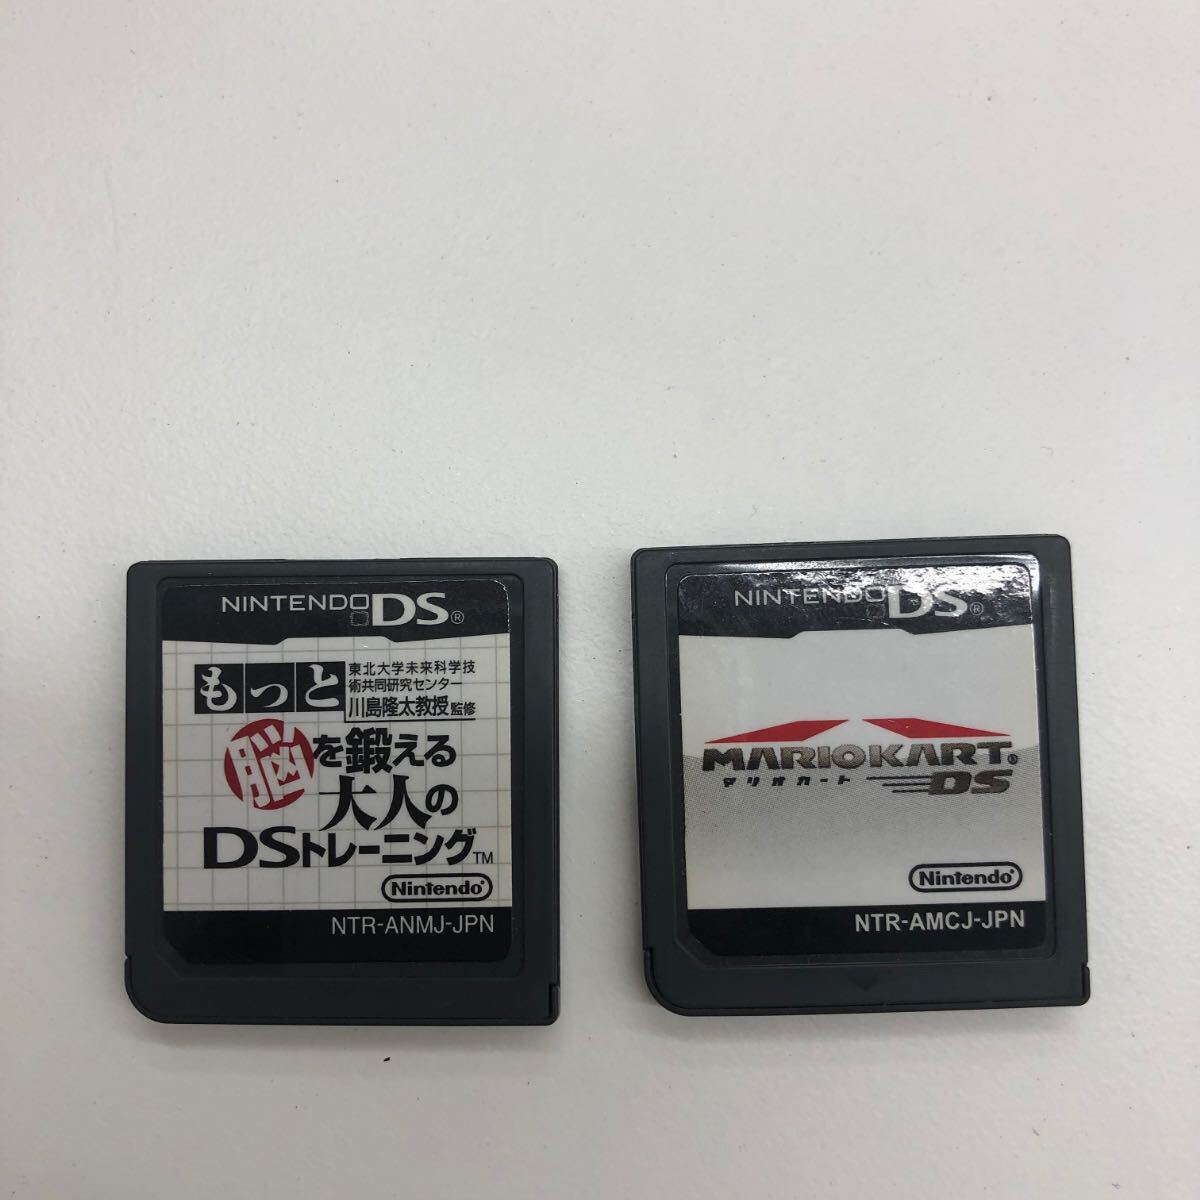 NINTENDO DS®
もっと
東北大学未来科学技
術共同研究センター
川島隆太教授監修
脳を鍛える
大人の
DSトレーニング™
Nintendo®
NTR-ANMJ-JPN
NINTENDO DS®
MARIOKART®
マリオカート DS
Nintendo®
NTR-AMCJ-JPN